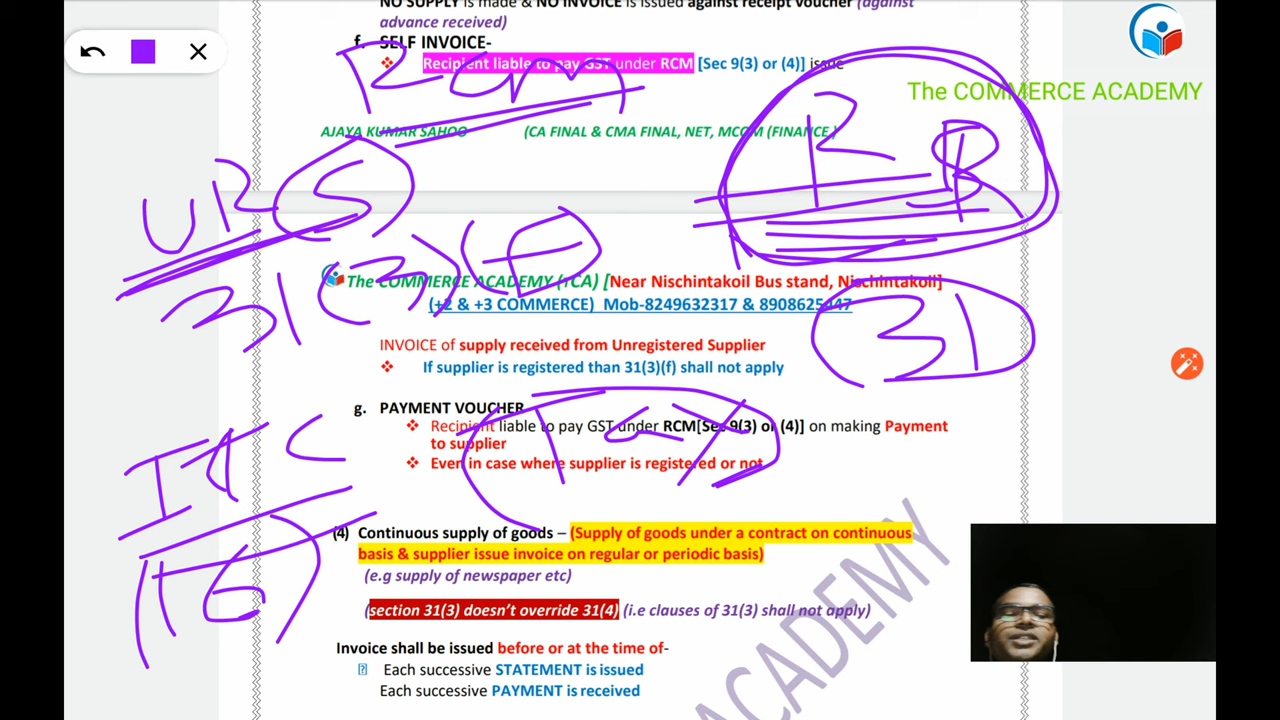 NO SUPPLY is made & NO INVOICE is issued against receipt voucher (against
advance received)
f. SELF INVOICE-
Recipient liable to pay GST under RCM [Sec 9(3) or (4)] issue
The COMMERCE ACADEMY
Rcm
AJAYA KUMAR SAHOO (CA FINAL & CMA FINAL, NET, MCOM (FINANCE)
R B
UR S
31(3)(f)
The COMMERCE ACADEMY (TCA) [Near Nischintakoil Bus stand, Nischintakoil]
(+2 & +3 COMMERCE) Mob-8249632317 & 8908625447
31
INVOICE of supply received from Unregistered Supplier
If supplier is registered than 31(3)(f) shall not apply
g. PAYMENT VOUCHER
Recipient liable to pay GST under RCM[Sec 9(3) or (4)] on making Payment
to supplier
Even in case where supplier is registered or not
Tax
ITC
(16)
(4) Continuous supply of goods – (Supply of goods under a contract on continuous
basis & supplier issue invoice on regular or periodic basis)
(e.g supply of newspaper etc)
(section 31(3) doesn't override 31(4) (i.e clauses of 31(3) shall not apply)
Invoice shall be issued before or at the time of-
Each successive STATEMENT is issued
Each successive PAYMENT is received
ACADEMY